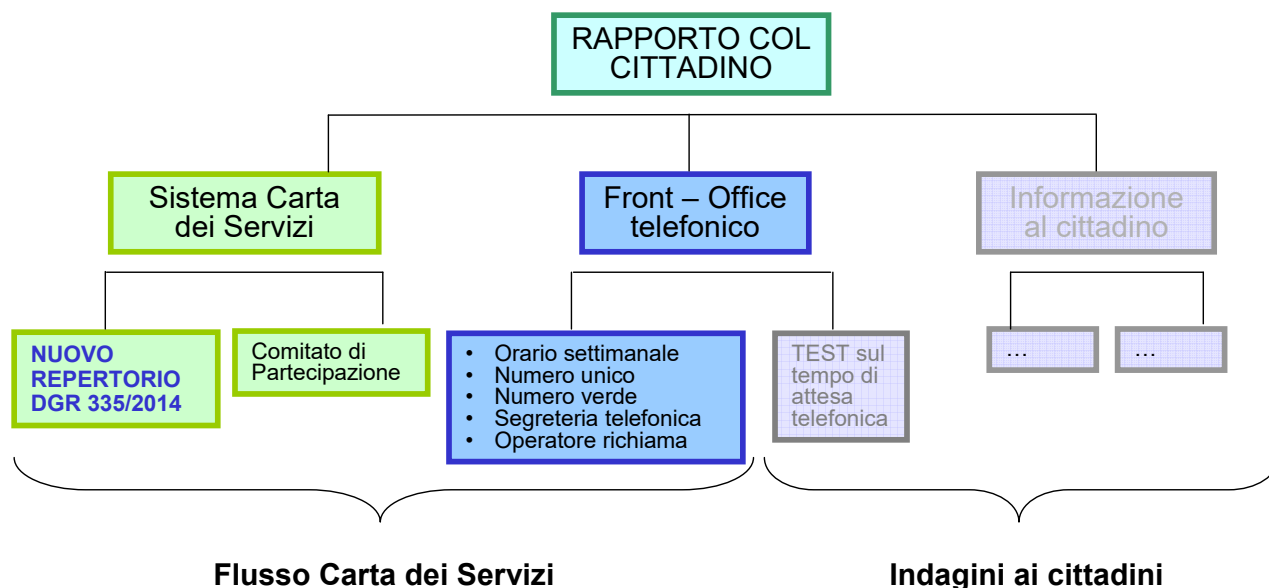 RAPPORTO COL
CITTADINO
Sistema Carta
dei Servizi
Front – Office
telefonico
Informazione
al cittadino
NUOVO
REPERTORIO
DGR 335/2014
Comitato di
Partecipazione
• Orario settimanale
• Numero unico
• Numero verde
• Segreteria telefonica
• Operatore richiama
TEST sul
tempo di
attesa
telefonica
...
...
Flusso Carta dei Servizi
Indagini ai cittadini